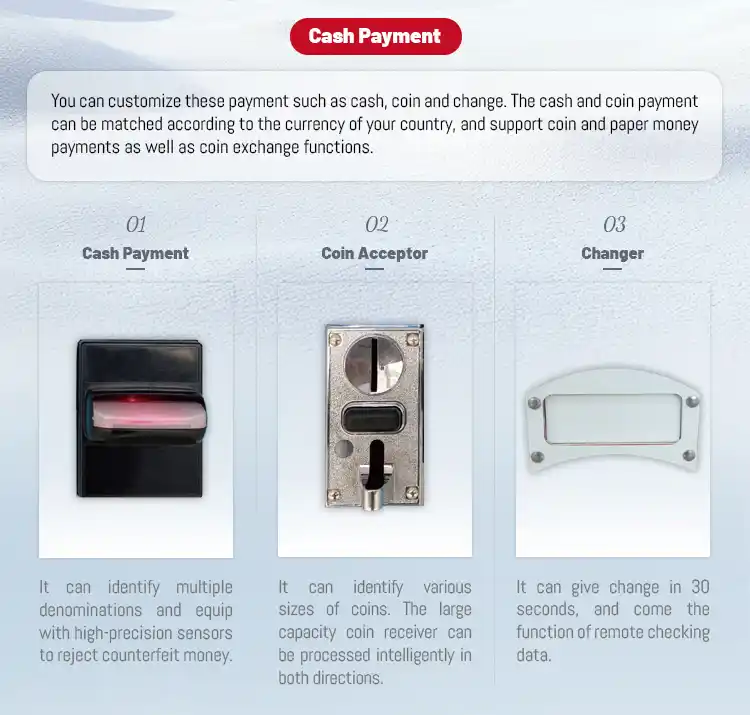 Cash Payment
You can customize these payment such as cash, coin and change. The cash and coin payment
can be matched according to the currency of your country, and support coin and paper money
payments as well as coin exchange functions.
01
Cash Payment
It can identify multiple
denominations and equip
with high-precision sensors
to reject counterfeit money.
02
Coin Acceptor
It can identify various
sizes of coins. The large
capacity coin receiver can
be processed intelligently in
both directions.
03
Changer
It can give change in 30
seconds, and come the
function of remote checking
data.